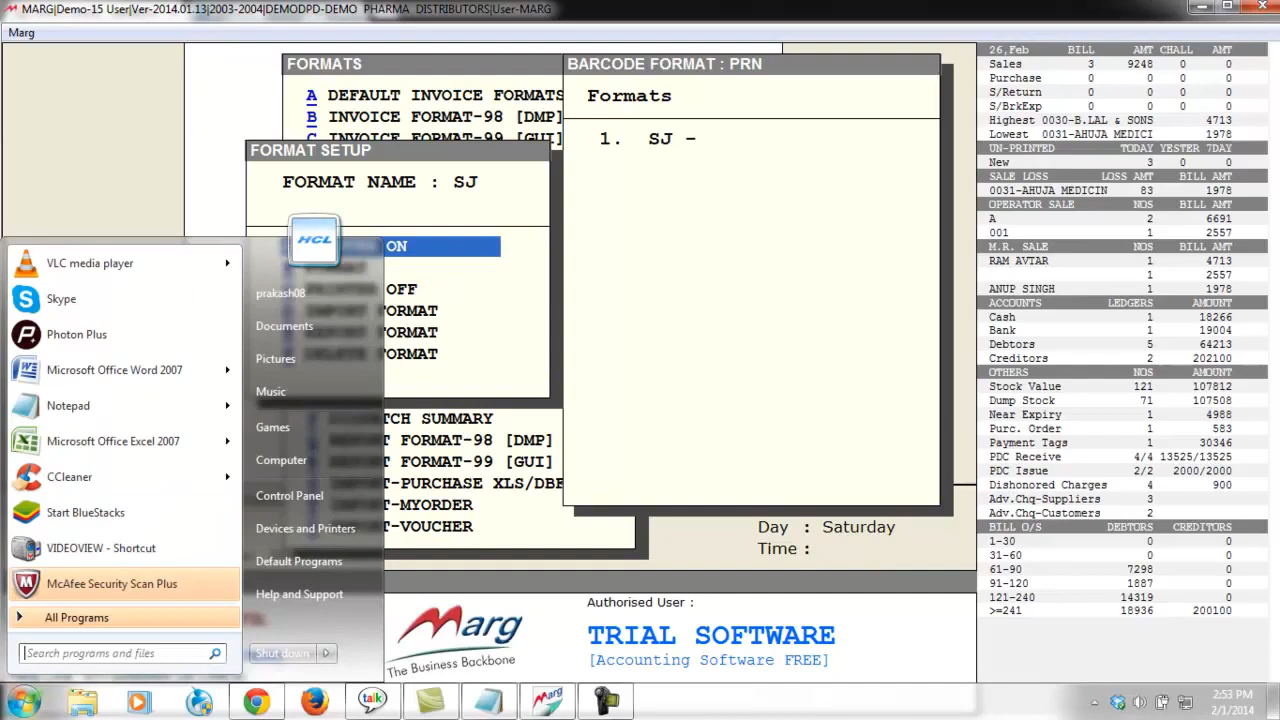 MARG|Demo-15 User|Ver-2014.01.13|2003-2004|DEMODPD-DEMO PHARMA DISTRIBUTORS|User-MARG
Marg
FORMATS
A DEFAULT INVOICE FORMATS
B INVOICE FORMAT-98 [DMP]
C INVOICE FORMAT-99 [GUI]
FORMAT SETUP
FORMAT NAME : SJ
ON
OFF
FORMAT
FORMAT
FORMAT
TCH SUMMARY
FORMAT-98 [DMP]
FORMAT-99 [GUI]
T-PURCHASE XLS/DBF
T-MYORDER
T-VOUCHER
BARCODE FORMAT : PRN
Formats
1. SJ -
Day : Saturday
Time :
Authorised User :
TRIAL SOFTWARE
[Accounting Software FREE]
Marg
The Business Backbone
HCL
VLC media player
Skype
Photon Plus
Microsoft Office Word 2007
Notepad
Microsoft Office Excel 2007
CCleaner
Start BlueStacks
VIDEOVIEW - Shortcut
McAfee Security Scan Plus
All Programs
Search programs and files
prakash08
Documents
Pictures
Music
Games
Computer
Control Panel
Devices and Printers
Default Programs
Help and Support
Shut down
26,Feb BILL AMT CHALL AMT
Sales 3 9248 0 0
Purchase 0 0 0 0
S/Return 0 0 0 0
S/BrkExp 0 0 0 0
Highest 0030-B.LAL & SONS 4713
Lowest 0031-AHUJA MEDICI 1978
UN-PRINTED TODAY YESTER 7DAY
New 3 0 0
SALE LOSS LOSS AMT BILL AMT
0031-AHUJA MEDICIN 83 1978
OPERATOR SALE NOS BILL AMT
A 2 6691
001 1 2557
M.R. SALE NOS BILL AMT
RAM AVTAR 1 4713
1 2557
ANUP SINGH 1 1978
ACCOUNTS LEDGERS AMOUNT
Cash 1 18266
Bank 1 19004
Debtors 5 64213
Creditors 2 202100
OTHERS NOS AMOUNT
Stock Value 121 107812
Dump Stock 71 107508
Near Expiry 1 4988
Purc. Order 1 583
Payment Tags 1 30346
PDC Receive 4/4 13525/13525
PDC Issue 2/2 2000/2000
Dishonored Charges 4 900
Adv.Chq-Suppliers 3
Adv.Chq-Customers 2
BILL O/S DEBTORS CREDITORS
1-30 0 0
31-60 0 0
61-90 7298 0
91-120 1887 0
121-240 14319 0
>=241 18936 200100
talk
Marg
2:53 PM
2/1/2014